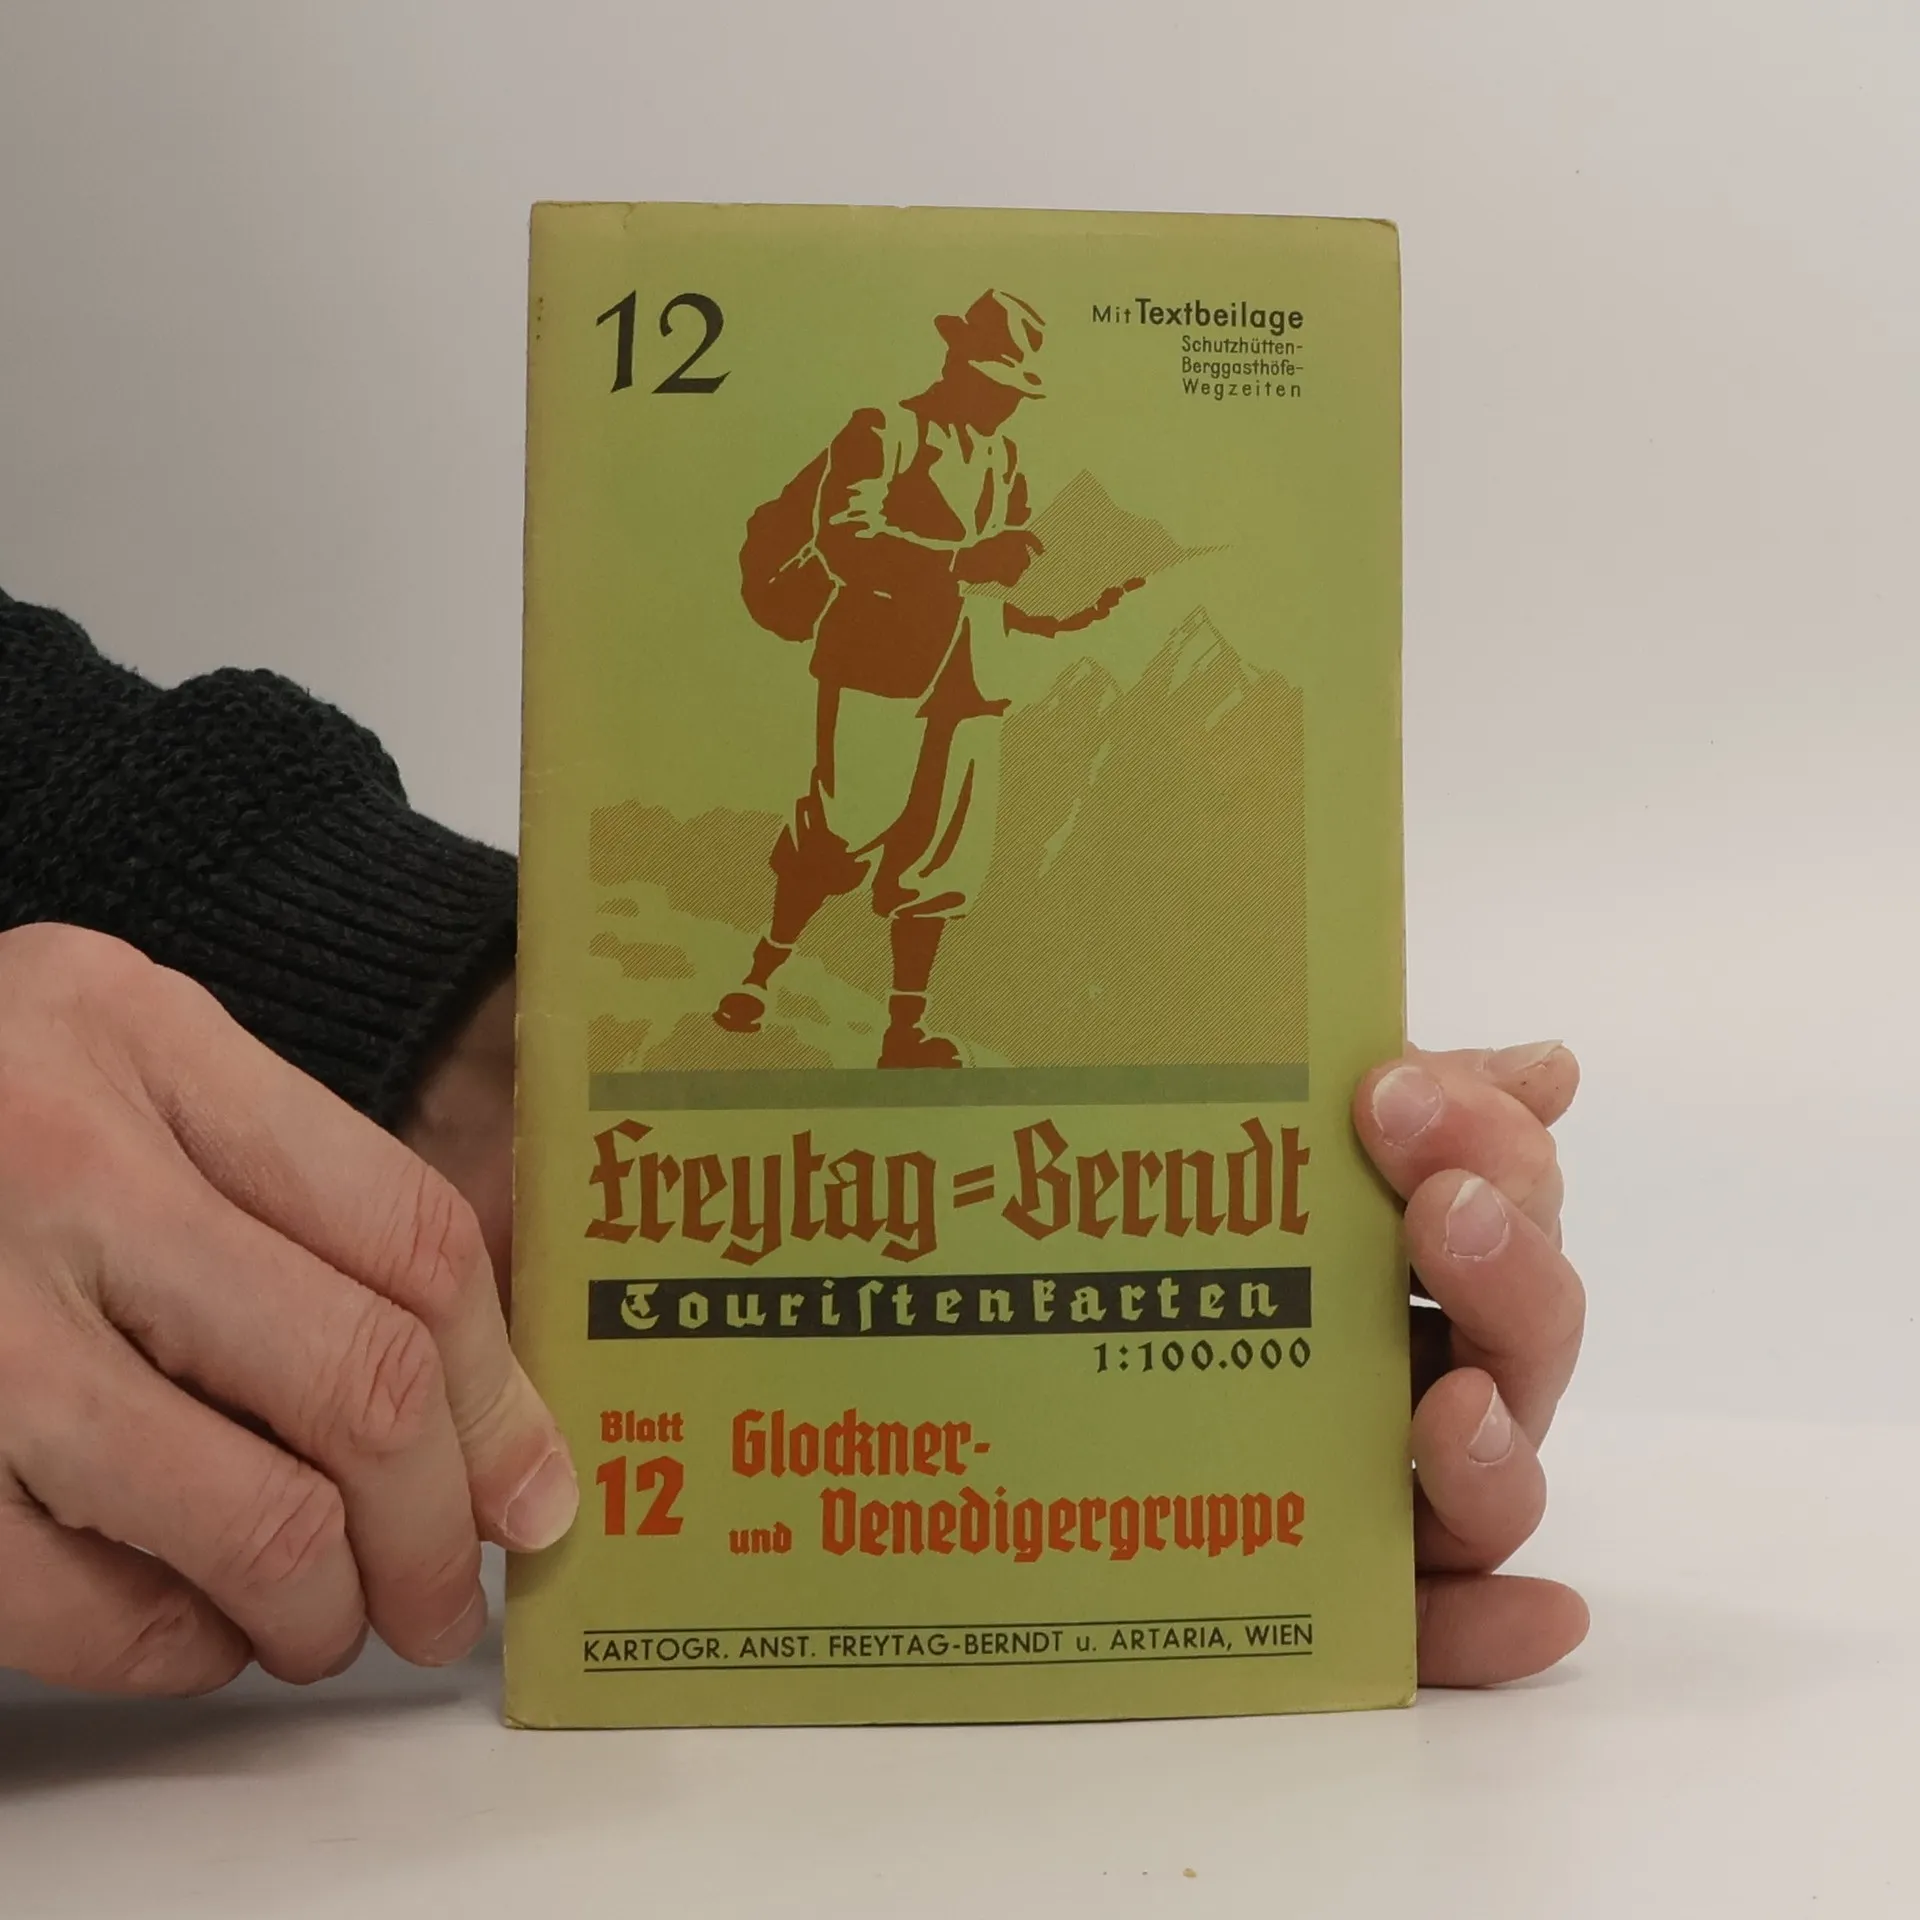 12
Mit Textbeilage
Schutzhütten-
Berggasthöfe-
Wegzeiten
Freytag=Berndt
Touriſtenkarten
1:100.000
Blatt
12
Glockner-
und Venedigergruppe
KARTOGR. ANST. FREYTAG-BERNDT u. ARTARIA, WIEN